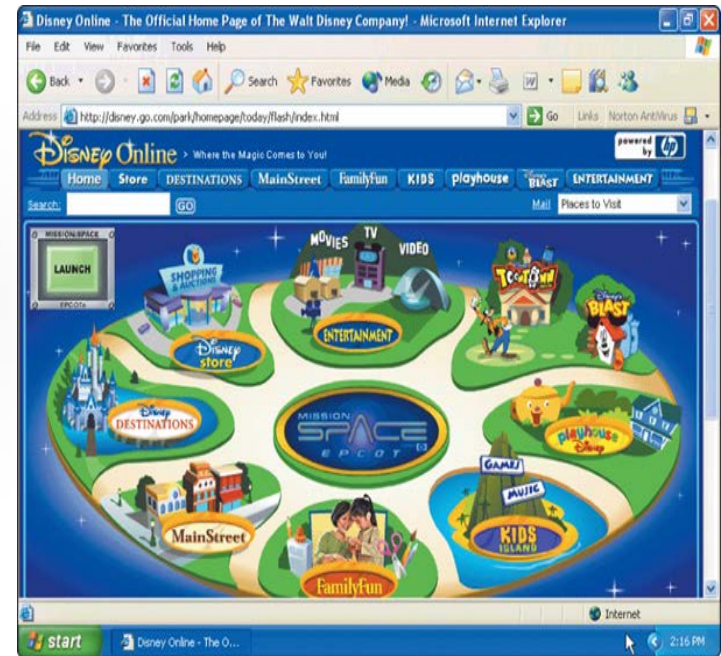 Disney Online - The Official Home Page of The Walt Disney Company! - Microsoft Internet Explorer
File Edit View Favorites Tools Help
Back Search Favorites Media
Address http://disney.go.com/park/homepage/today/flash/index.html Go Links Norton AntiVirus
Disney Online > Where the Magic Comes to You! powered by hp
Home Store DESTINATIONS MainStreet FamilyFun KIDS playhouse Disney's BLAST ENTERTAINMENT
Search: GO Mail Places to Visit
MISSION:SPACE
LAUNCH
EPCOT®
SHOPPING & AUCTIONS
Disney store
MOVIES TV VIDEO
ENTERTAINMENT
TOONTOWN
Disney's BLAST
Disney DESTINATIONS
MISSION SPACE EPCOT
playhouse Disney
MainStreet
GAMES
MUSIC
KIDS ISLAND
FamilyFun
Internet
start Disney Online - The O... 2:16 PM